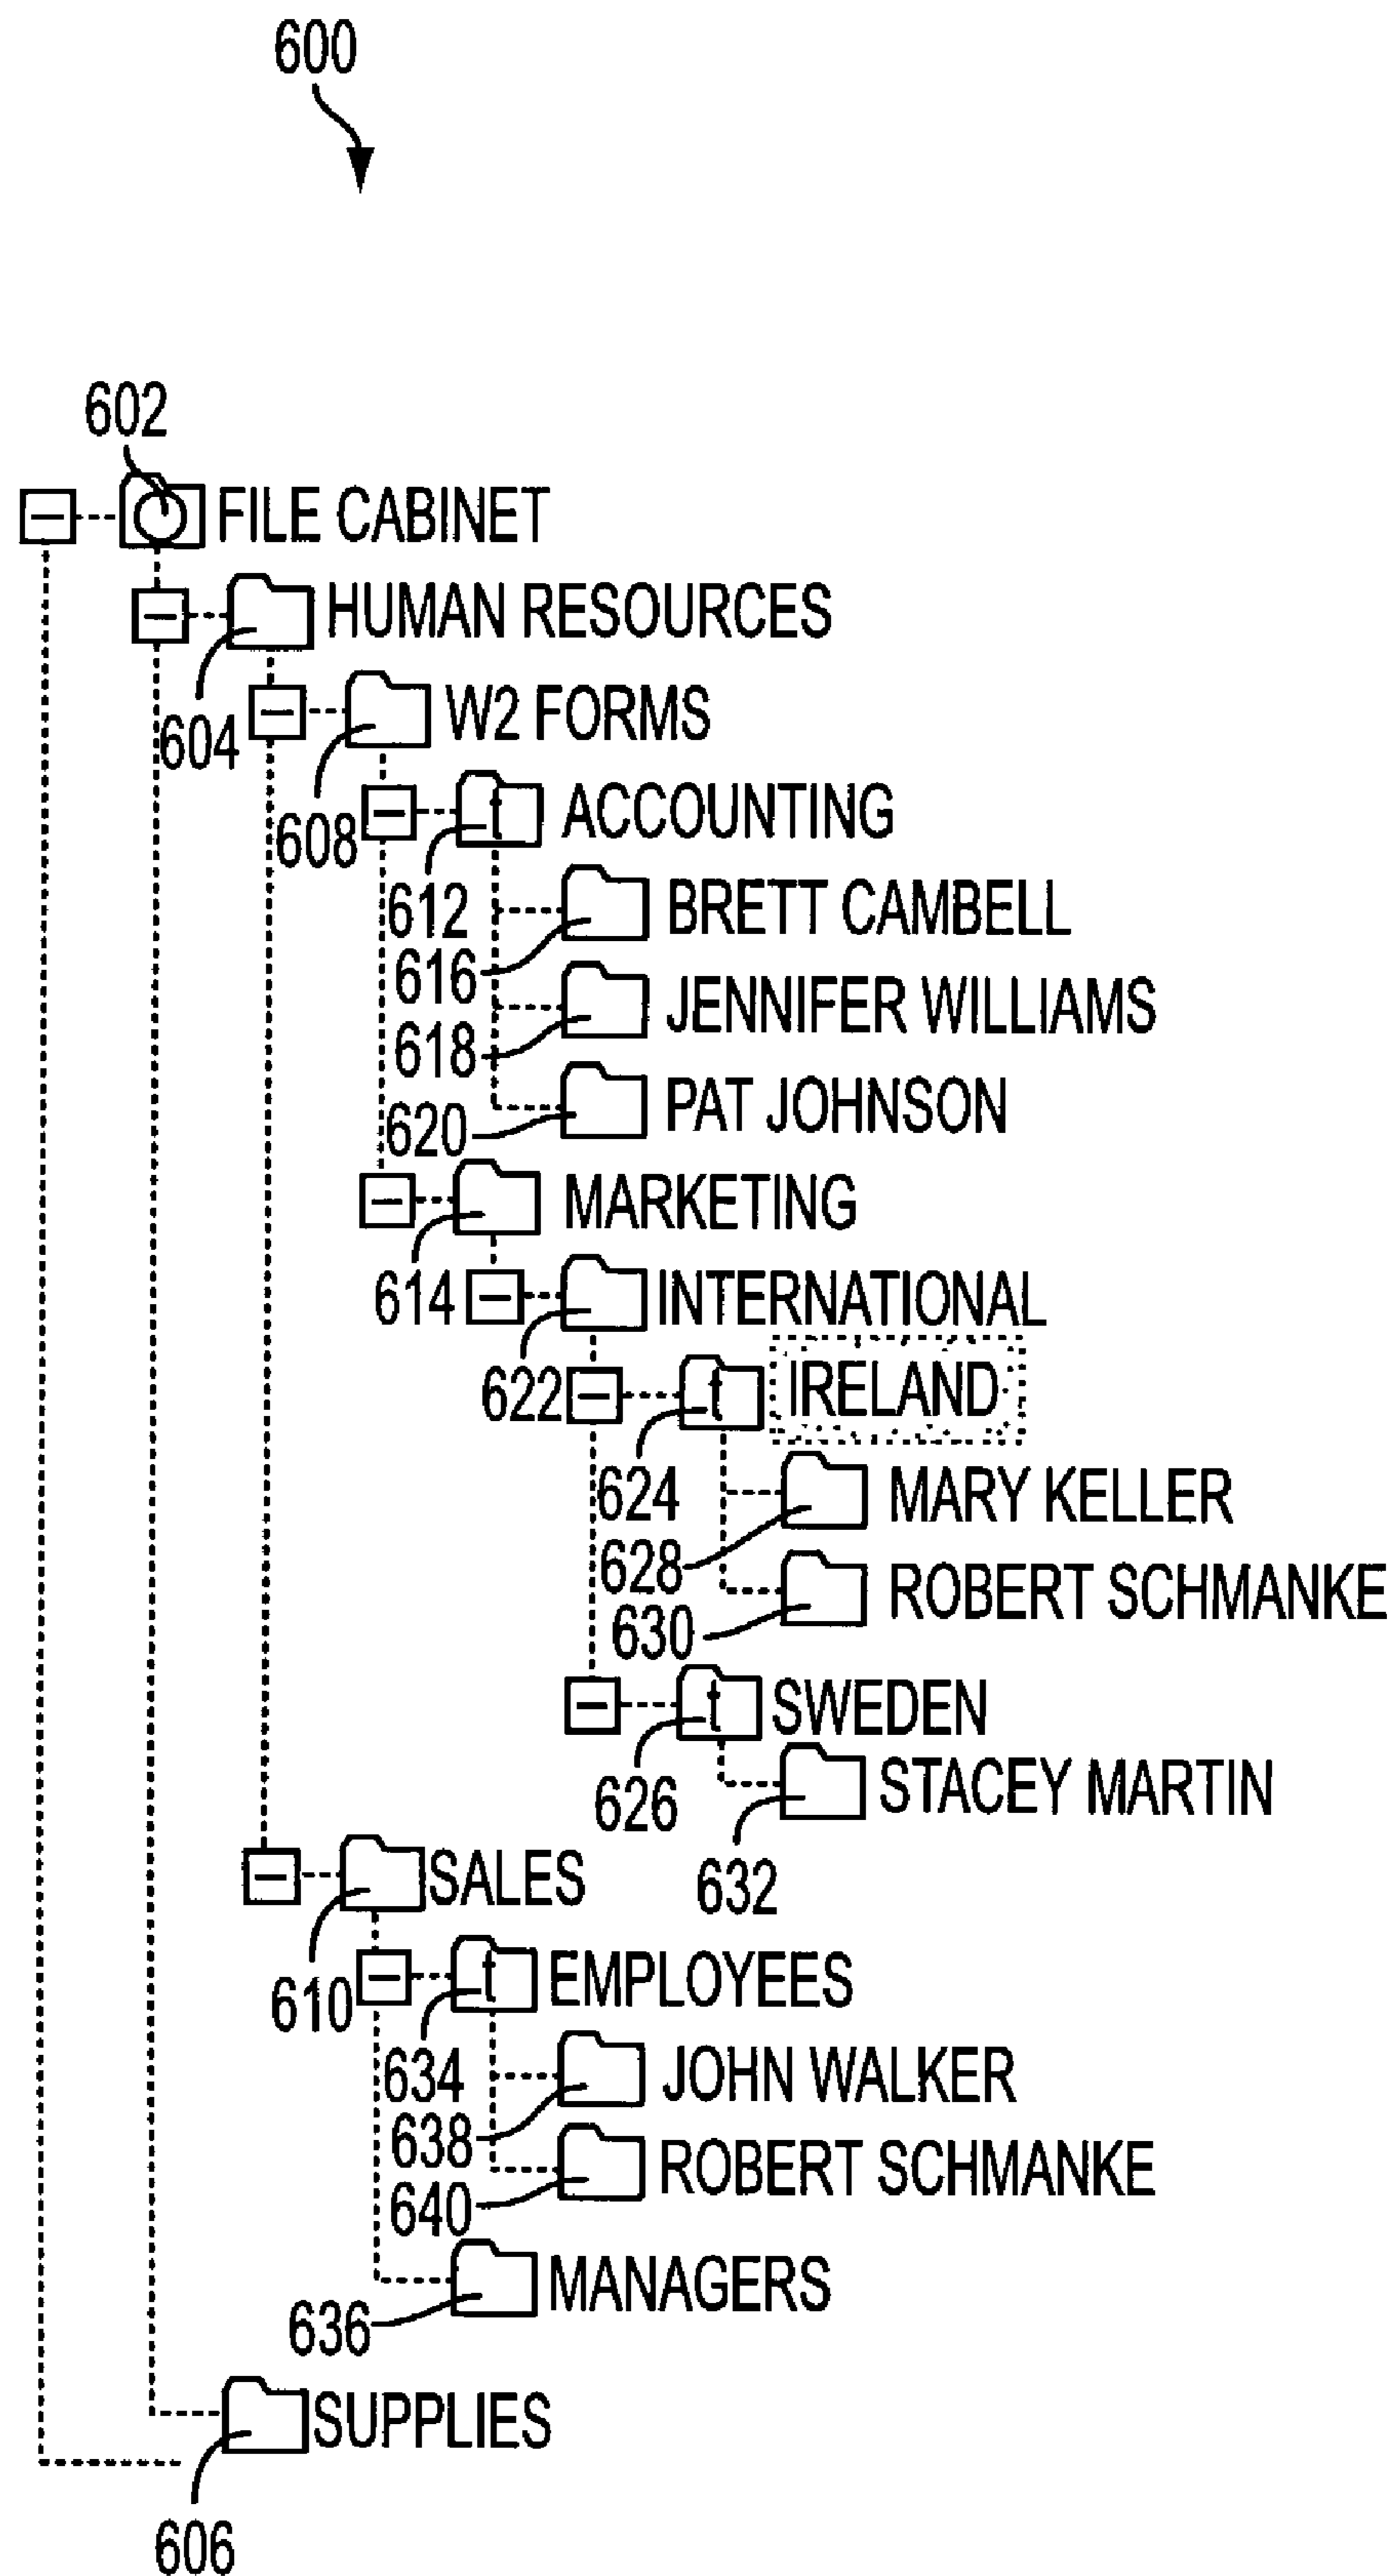 600
602
FILE CABINET
HUMAN RESOURCES
604
W2 FORMS
608
ACCOUNTING
612
BRETT CAMBELL
616
JENNIFER WILLIAMS
618
PAT JOHNSON
620
MARKETING
614
INTERNATIONAL
622
IRELAND
624
MARY KELLER
628
ROBERT SCHMANKE
630
SWEDEN
626
STACEY MARTIN
632
SALES
610
EMPLOYEES
634
JOHN WALKER
638
ROBERT SCHMANKE
640
MANAGERS
636
SUPPLIES
606